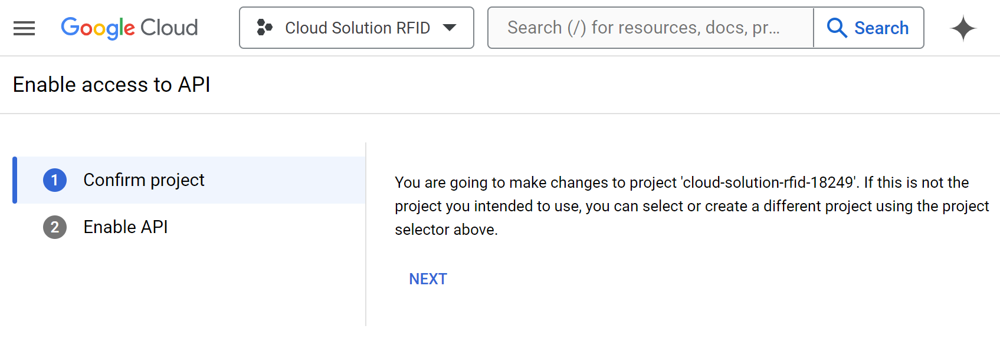 Google Cloud
Cloud Solution RFID
Search (/) for resources, docs, pr...
Search
Enable access to API
1 Confirm project
2 Enable API
You are going to make changes to project 'cloud-solution-rfid-18249'. If this is not the
project you intended to use, you can select or create a different project using the project
selector above.
NEXT